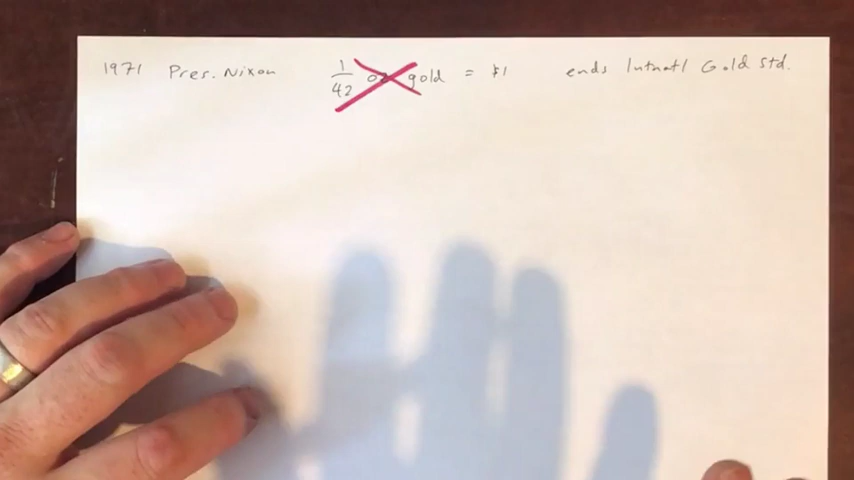 1971 Pres. Nixon 1/42 oz gold = $1 ends Intnat'l Gold Std.